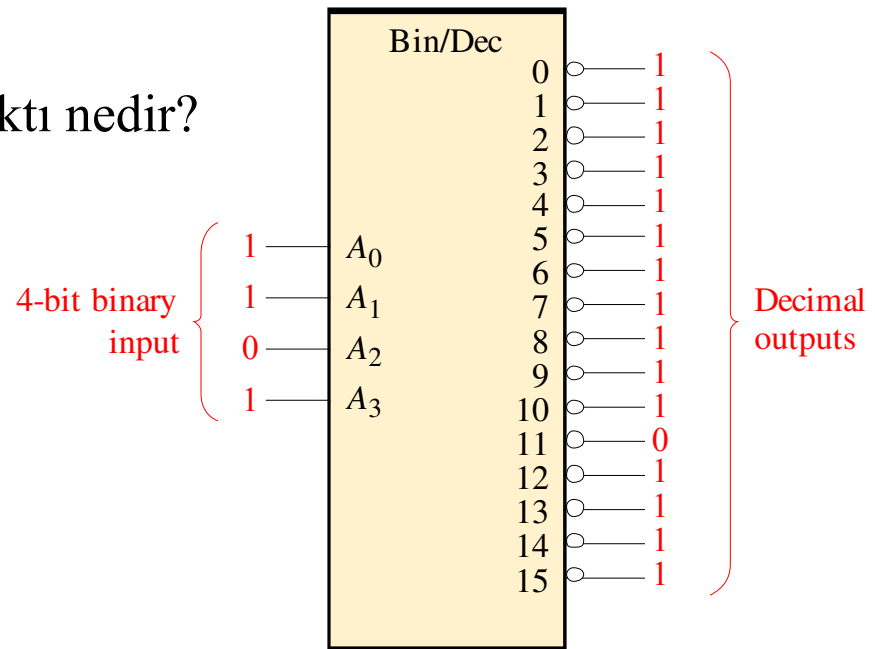 Bin/Dec
nedir?
4-bit binary
input
1 A0
1 A1
0 A2
1 A3
0 1
1 1
2 1
3 1
4 1
5 1
6 1
7 1
8 1
9 1
10 1
11 0
12 1
13 1
14 1
15 1
Decimal
outputs